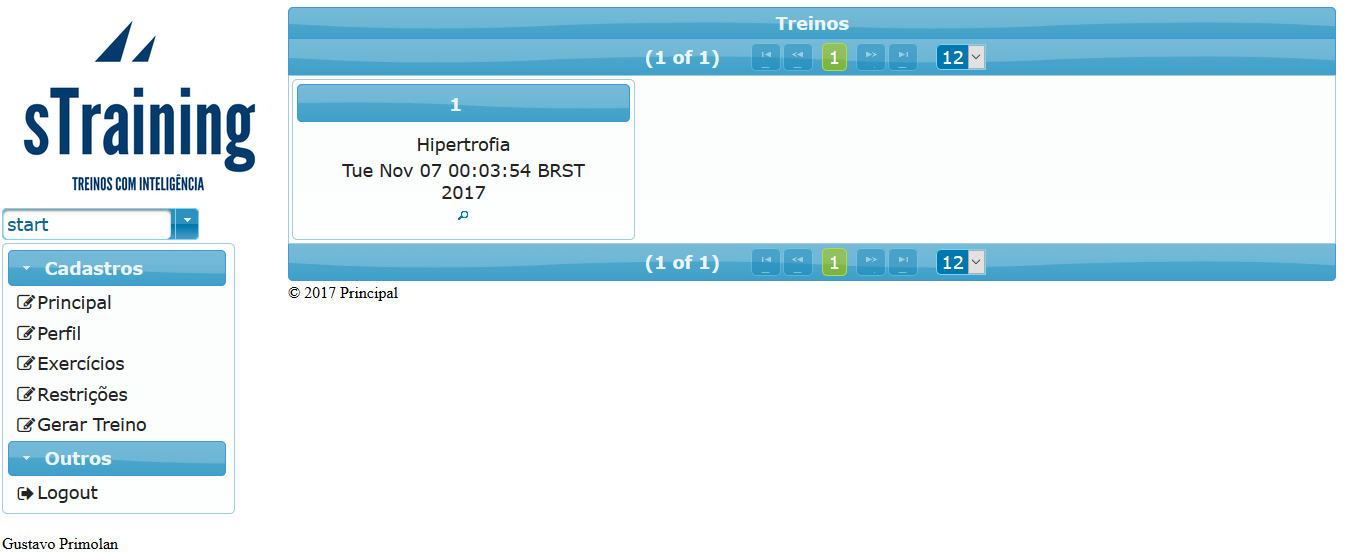 sTraining
TREINOS COM INTELIGÊNCIA
start
Cadastros
Principal
Perfil
Exercícios
Restrições
Gerar Treino
Outros
Logout
Gustavo Primolan
Treinos
(1 of 1) 1 12
1
Hipertrofia
Tue Nov 07 00:03:54 BRST
2017
(1 of 1) 1 12
© 2017 Principal